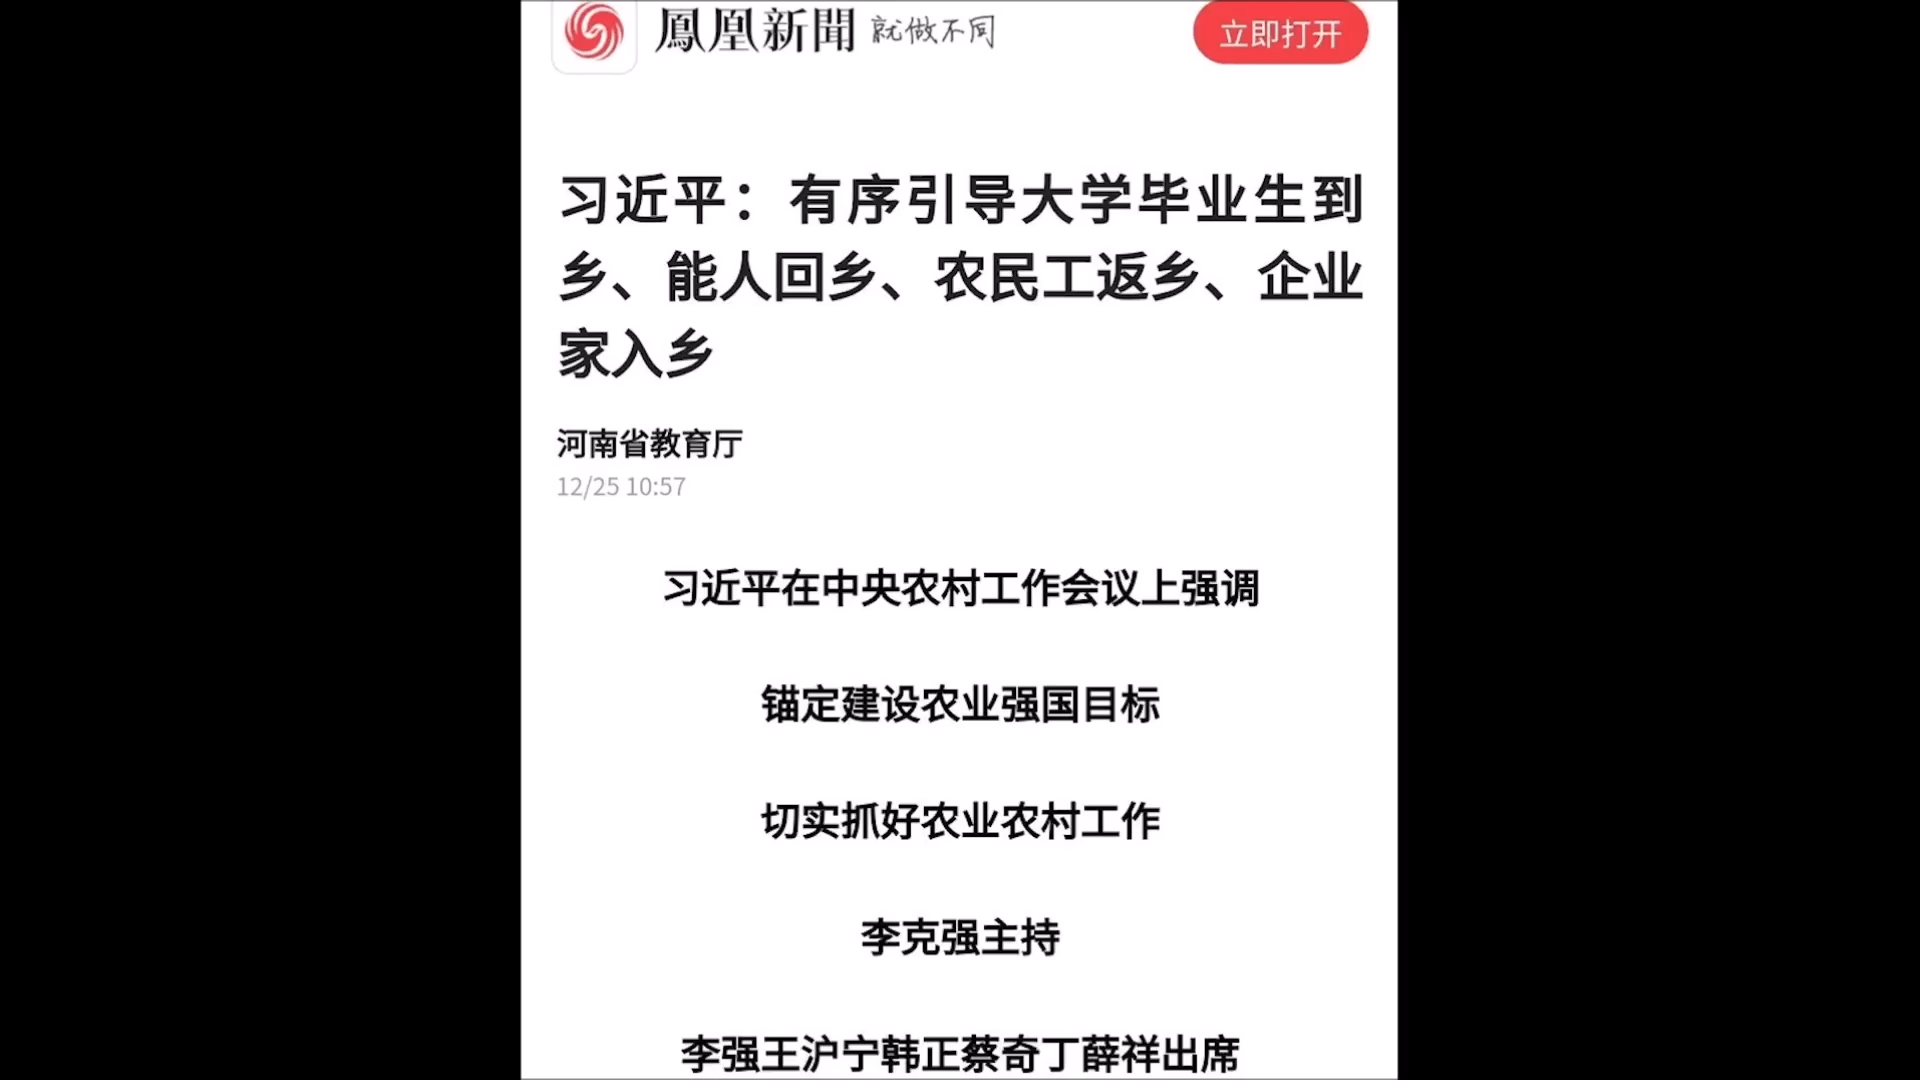 鳳凰新聞 就做不同
立即打开
习近平：有序引导大学毕业生到
乡、能人回乡、农民工返乡、企业
家入乡
河南省教育厅
12/25 10:57
习近平在中央农村工作会议上强调
锚定建设农业强国目标
切实抓好农业农村工作
李克强主持
李强王沪宁韩正蔡奇丁薛祥出席